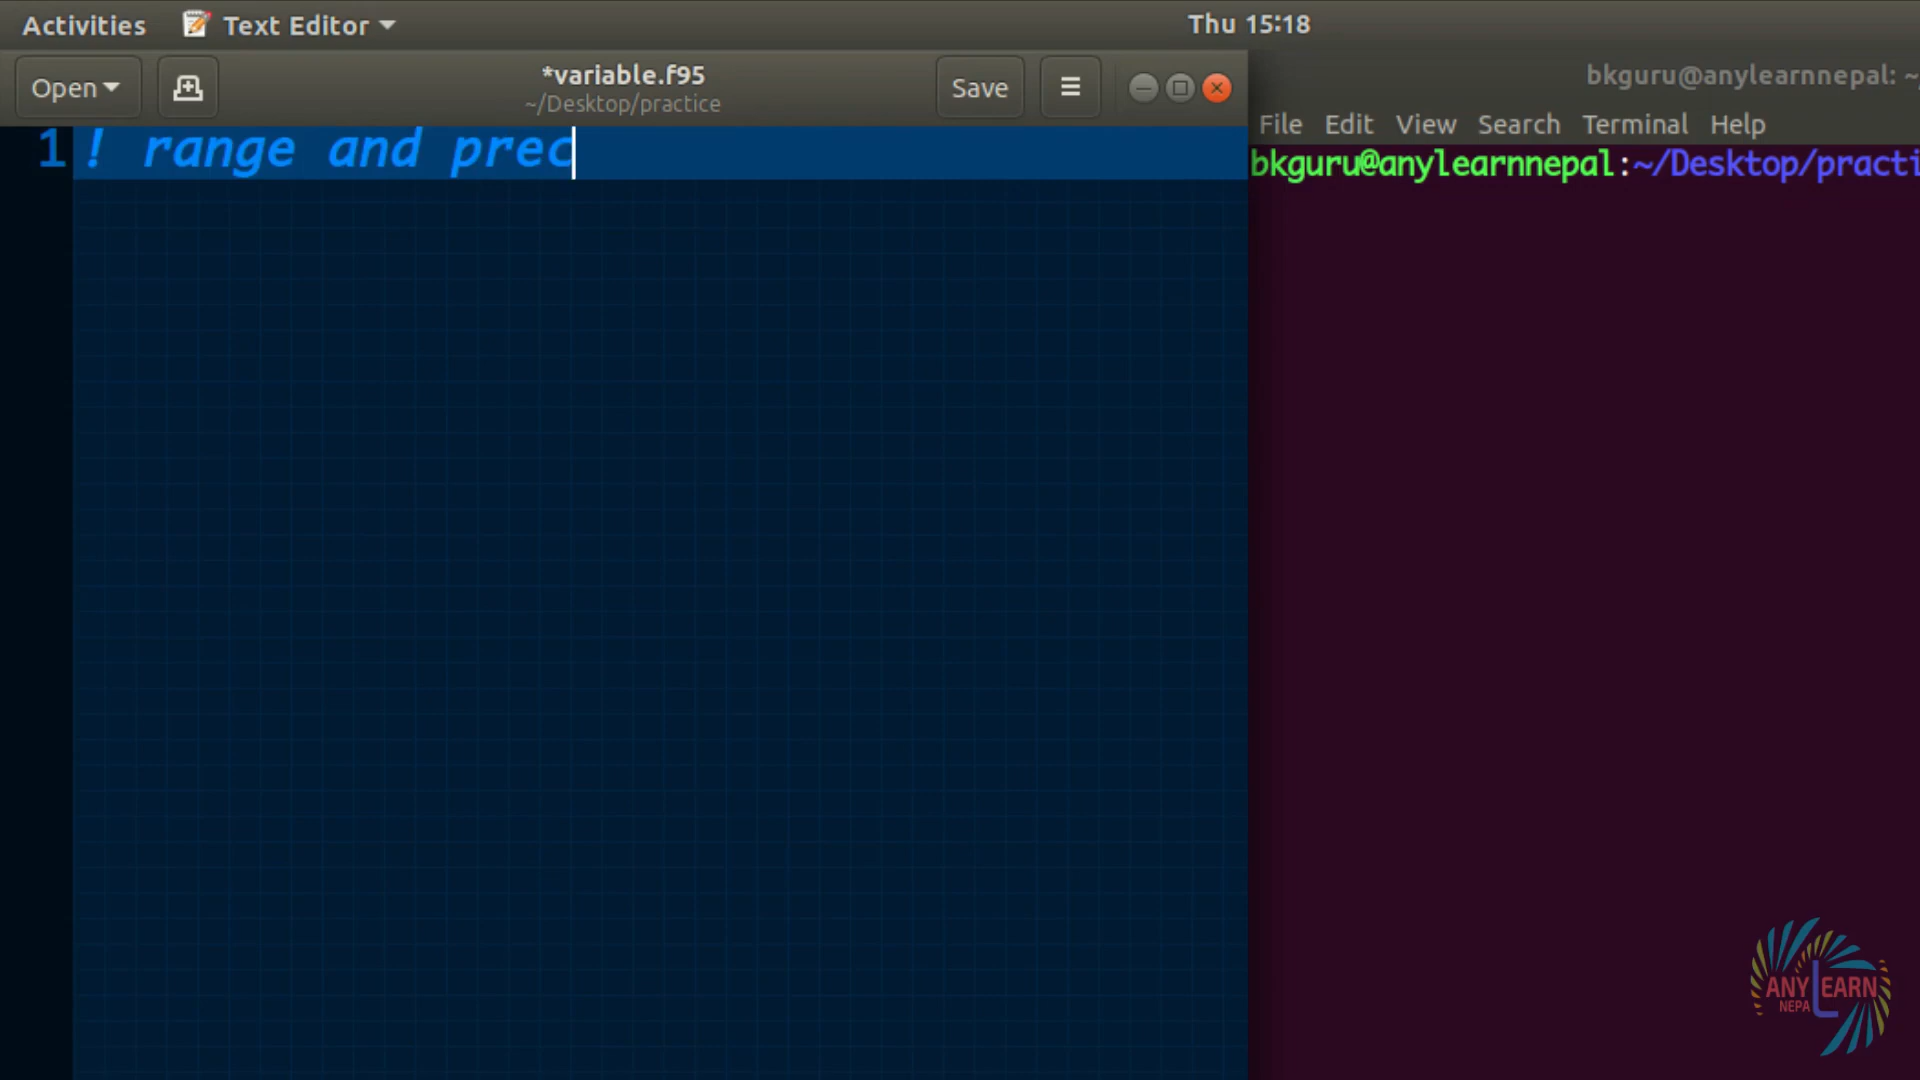 Activities Text Editor Thu 15:18
Open *variable.f95 Save
~/Desktop/practice
bkguru@anylearnnepal: ~
File Edit View Search Terminal Help
1 ! range and prec
bkguru@anylearnnepal:~/Desktop/practi
ANY LEARN
NEPAL